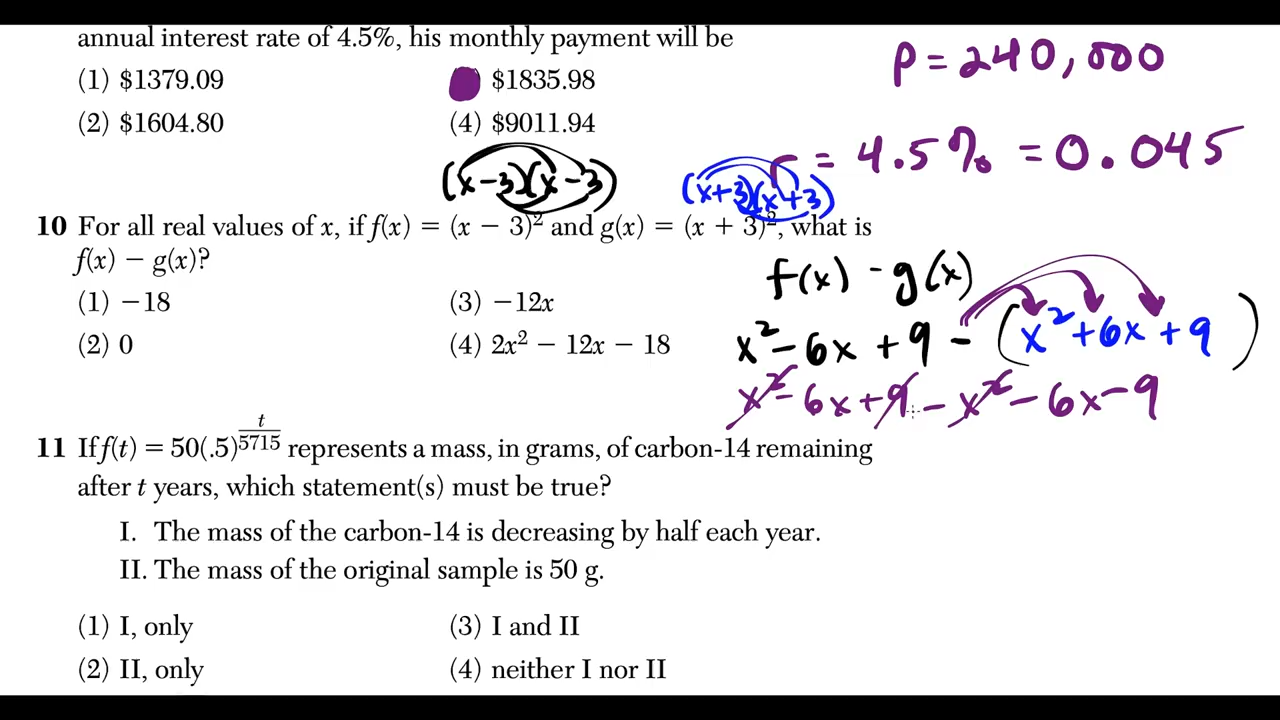 annual interest rate of 4.5%, his monthly payment will be
P = 240,000
(1) $1379.09
$1835.98
(2) $1604.80
(4) $9011.94
r = 4.5% = 0.045
(x-3)(x-3)
(x+3)(x+3)
10 For all real values of x, if f(x) = (x − 3)² and g(x) = (x + 3)², what is
f(x) − g(x)?
f(x) - g(x)
(1) −18
(3) −12x
(2) 0
(4) 2x² − 12x − 18
x² - 6x + 9 - (x² + 6x + 9)
x² - 6x + 9 - x² - 6x - 9
11 If f(t) = 50(.5)^(t/5715) represents a mass, in grams, of carbon-14 remaining
after t years, which statement(s) must be true?
I. The mass of the carbon-14 is decreasing by half each year.
II. The mass of the original sample is 50 g.
(1) I, only
(3) I and II
(2) II, only
(4) neither I nor II